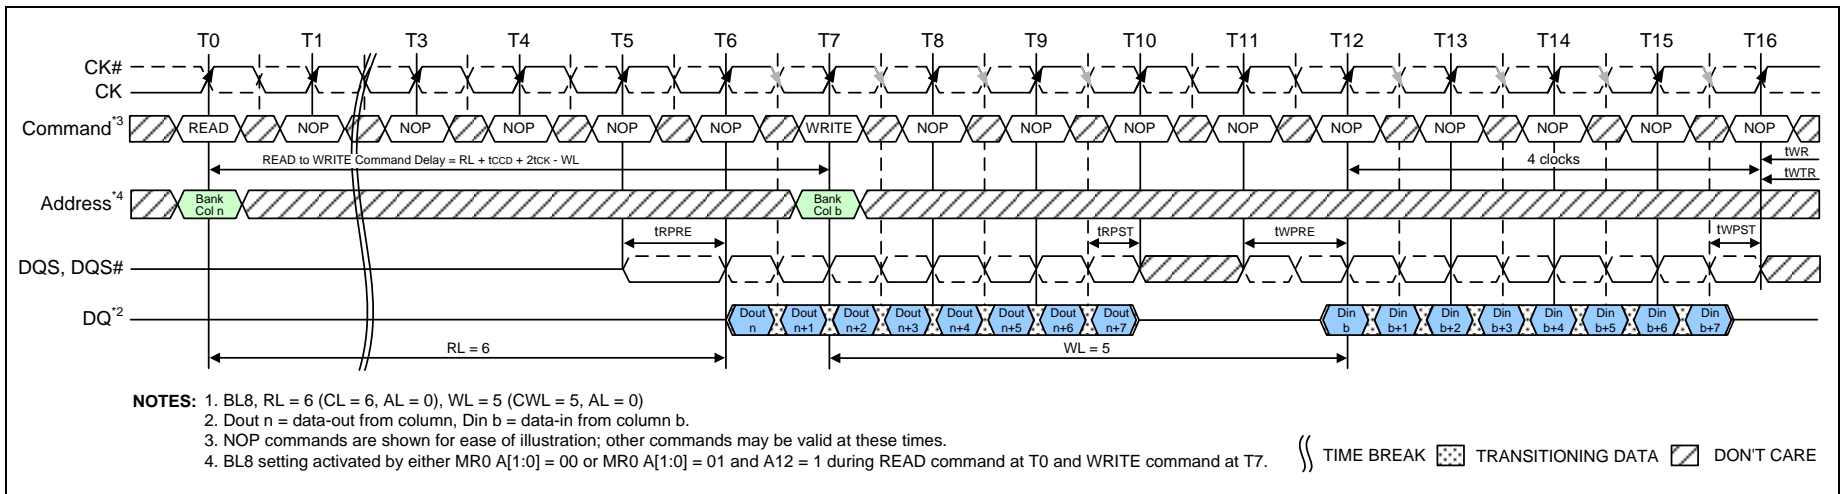 T0 T1 T3 T4 T5 T6 T7 T8 T9 T10 T11 T12 T13 T14 T15 T16
CK#
CK
Command*3 READ NOP NOP NOP NOP NOP WRITE NOP NOP NOP NOP NOP NOP NOP NOP NOP
READ to WRITE Command Delay = RL + tCCD + 2tCK - WL 4 clocks tWR
tWTR
Address*4 Bank Col n Bank Col b
tRPRE tRPST tWPRE tWPST
DQS, DQS#
DQ*2 Dout n Dout n+1 Dout n+2 Dout n+3 Dout n+4 Dout n+5 Dout n+6 Dout n+7 Din b Din b+1 Din b+2 Din b+3 Din b+4 Din b+5 Din b+6 Din b+7
RL = 6 WL = 5
NOTES: 1. BL8, RL = 6 (CL = 6, AL = 0), WL = 5 (CWL = 5, AL = 0)
2. Dout n = data-out from column, Din b = data-in from column b.
3. NOP commands are shown for ease of illustration; other commands may be valid at these times.
4. BL8 setting activated by either MR0 A[1:0] = 00 or MR0 A[1:0] = 01 and A12 = 1 during READ command at T0 and WRITE command at T7.
TIME BREAK TRANSITIONING DATA DON'T CARE